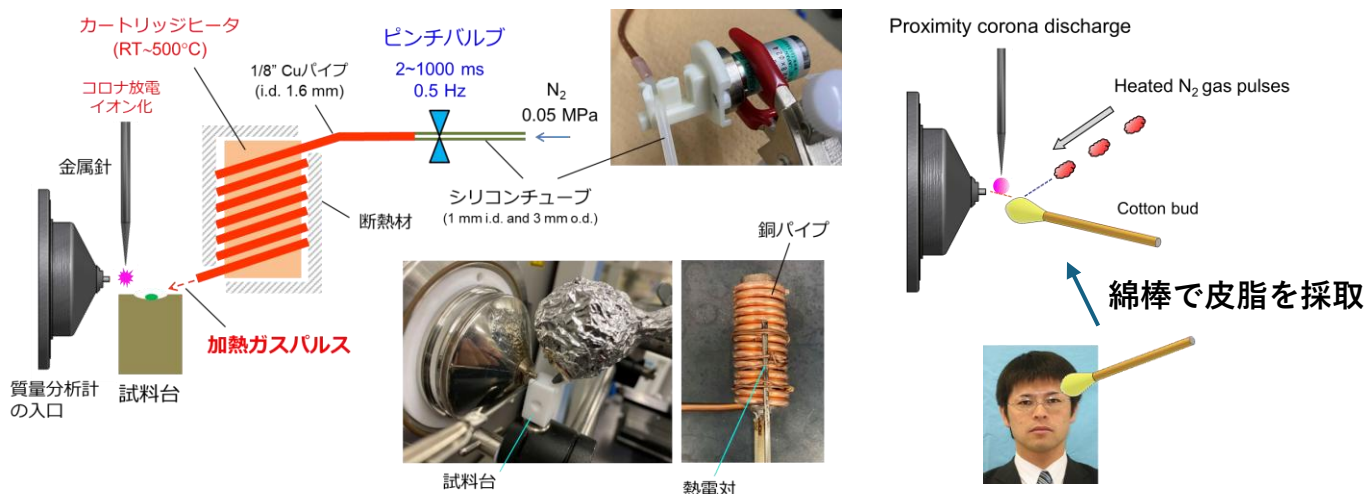 カートリッジヒータ
(RT~500°C)
コロナ放電
イオン化
金属針
1/8” Cuパイプ
(i.d. 1.6 mm)
ピンチバルブ
2~1000 ms
0.5 Hz
N₂
0.05 MPa
シリコンチューブ
(1 mm i.d. and 3 mm o.d.)
断熱材
加熱ガスパルス
質量分析計
の入口
試料台
試料台
銅パイプ
熱電対
Proximity corona discharge
Heated N₂ gas pulses
Cotton bud
綿棒で皮脂を採取